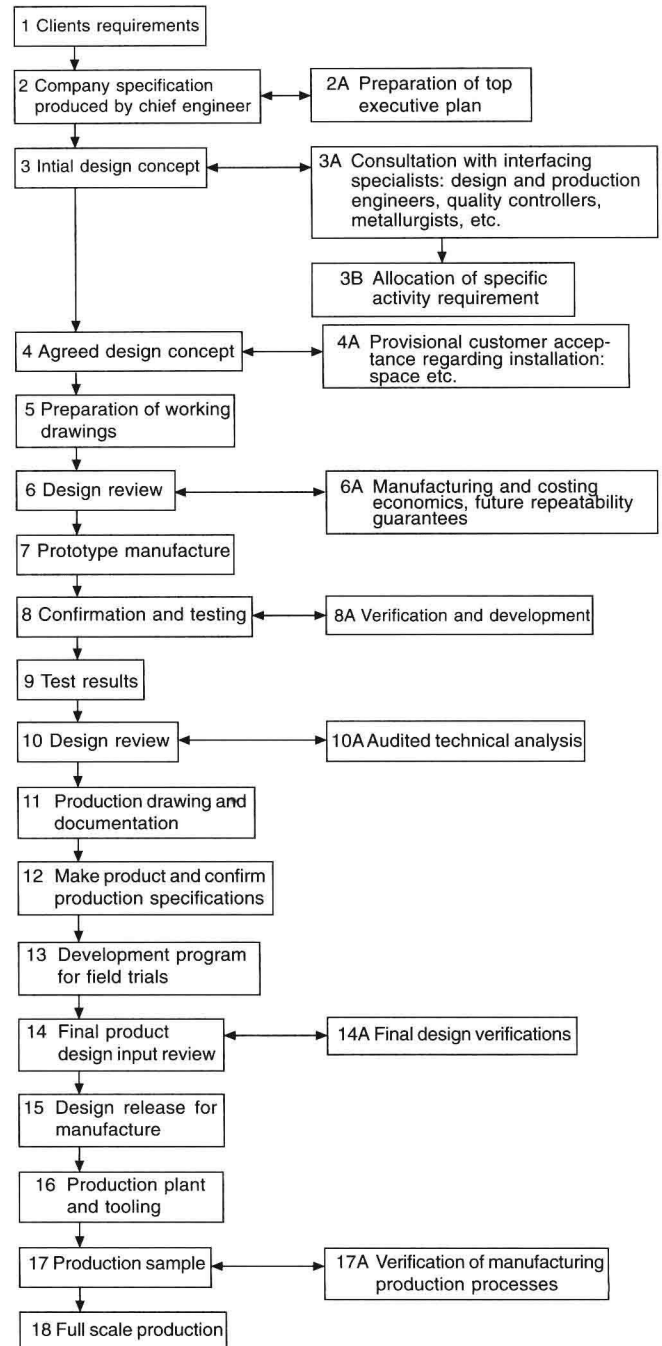 1 Clients requirements
2 Company specification
produced by chief engineer
2A Preparation of top
executive plan
3 Intial design concept
3A Consultation with interfacing
specialists: design and production
engineers, quality controllers,
metallurgists, etc.
3B Allocation of specific
activity requirement
4 Agreed design concept
4A Provisional customer accep-
tance regarding installation:
space etc.
5 Preparation of working
drawings
6 Design review
6A Manufacturing and costing
economics, future repeatability
guarantees
7 Prototype manufacture
8 Confirmation and testing
8A Verification and development
9 Test results
10 Design review
10A Audited technical analysis
11 Production drawing and
documentation
12 Make product and confirm
production specifications
13 Development program
for field trials
14 Final product
design input review
14A Final design verifications
15 Design release for
manufacture
16 Production plant
and tooling
17 Production sample
17A Verification of manufacturing
production processes
18 Full scale production